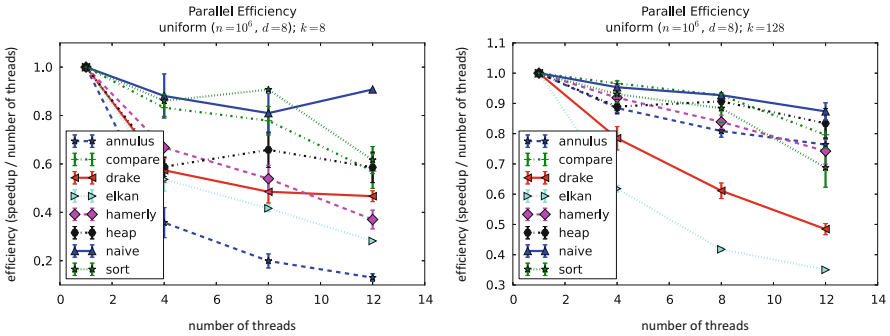 Parallel Efficiency
uniform (n=10⁶, d=8); k=8
efficiency (speedup / number of threads)
1.0
0.8
0.6
0.4
0.2
annulus
compare
drake
elkan
hamerly
heap
naive
sort
0 2 4 6 8 10 12 14
number of threads
Parallel Efficiency
uniform (n=10⁶, d=8); k=128
efficiency (speedup / number of threads)
1.1
1.0
0.9
0.8
0.7
0.6
0.5
0.4
0.3
annulus
compare
drake
elkan
hamerly
heap
naive
sort
0 2 4 6 8 10 12 14
number of threads